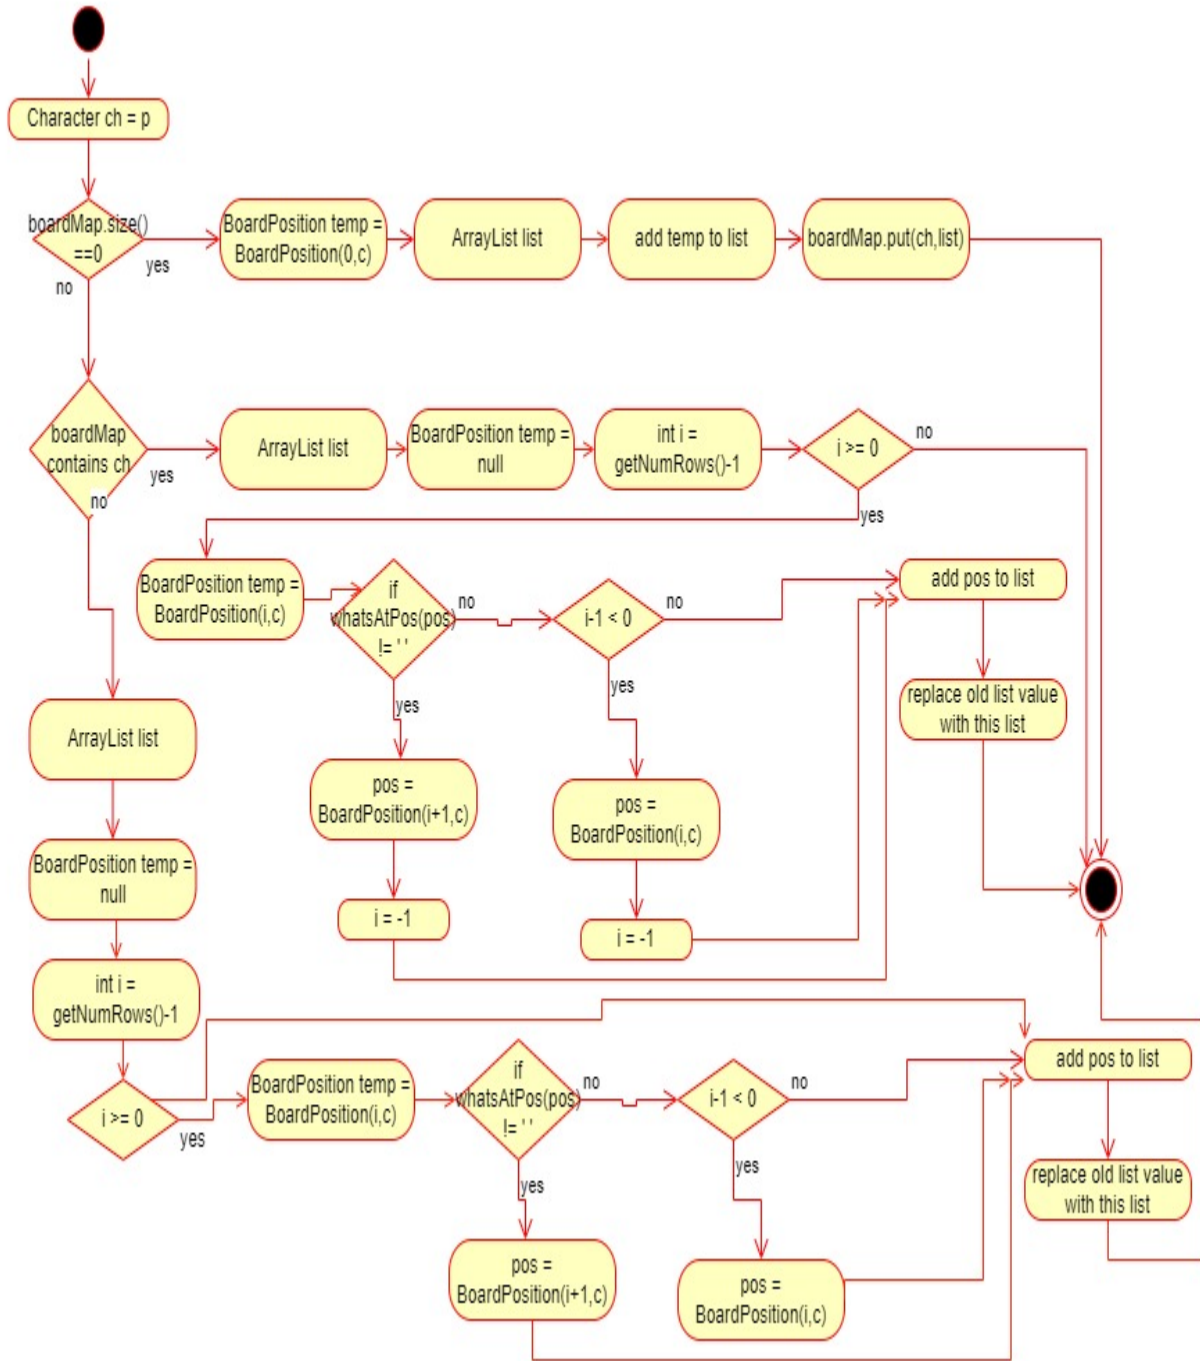 Character ch = p
boardMap.size()
==0
yes
no
BoardPosition temp =
BoardPosition(0,c)
ArrayList list
add temp to list
boardMap.put(ch,list)
boardMap
contains ch
yes
no
ArrayList list
BoardPosition temp =
null
int i =
getNumRows()-1
i >= 0
no
yes
BoardPosition temp =
BoardPosition(i,c)
if
whatsAtPos(pos)
!= ' '
no
yes
i-1 < 0
no
yes
add pos to list
replace old list value
with this list
pos =
BoardPosition(i+1,c)
i = -1
pos =
BoardPosition(i,c)
i = -1
ArrayList list
BoardPosition temp =
null
int i =
getNumRows()-1
i >= 0
yes
BoardPosition temp =
BoardPosition(i,c)
if
whatsAtPos(pos)
!= ' '
no
yes
i-1 < 0
no
yes
add pos to list
replace old list value
with this list
pos =
BoardPosition(i+1,c)
pos =
BoardPosition(i,c)